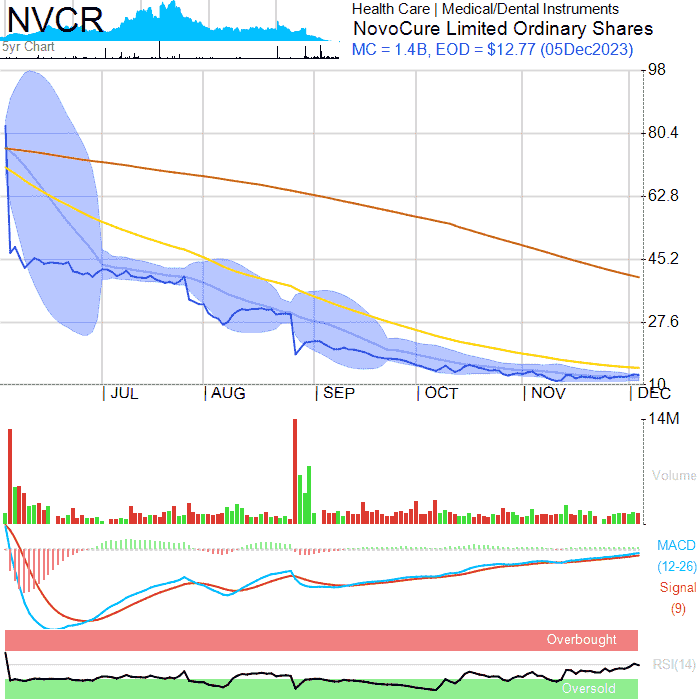 NVCR
5yr Chart
Health Care | Medical/Dental Instruments
NovoCure Limited Ordinary Shares
MC = 1.4B, EOD = $12.77 (05Dec2023)
98
80.4
62.8
45.2
27.6
10
JUL
AUG
SEP
OCT
NOV
DEC
14M
Volume
MACD
(12-26)
Signal
(9)
Overbought
RSI(14)
Oversold